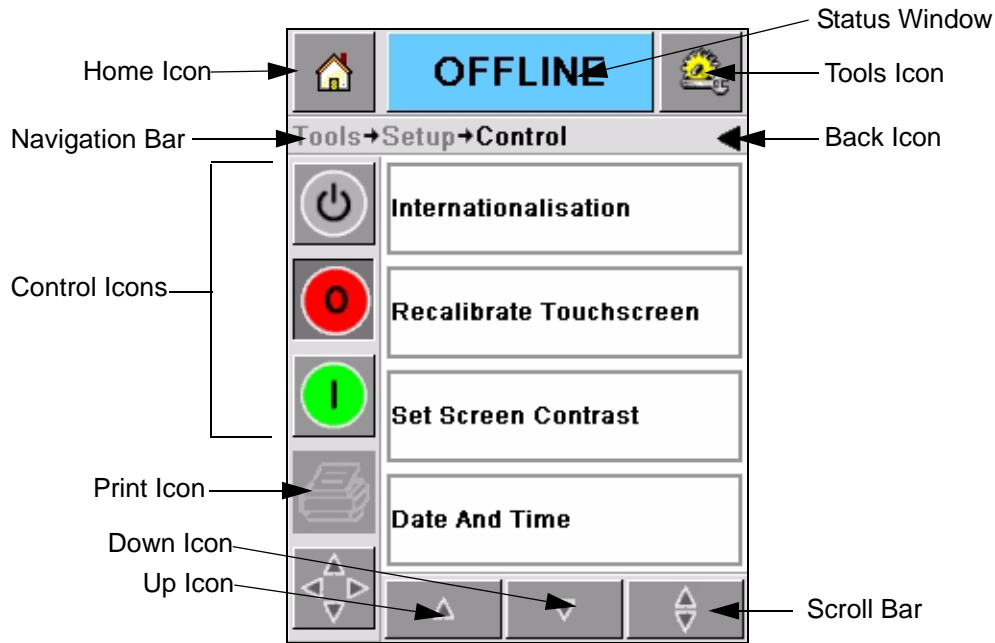 Status Window
Home Icon
OFFLINE
Tools Icon
Navigation Bar
Tools→Setup→Control
Back Icon
Internationalisation
Control Icons
O
Recalibrate Touchscreen
I
Set Screen Contrast
Print Icon
Date And Time
Down Icon
Up Icon
Scroll Bar